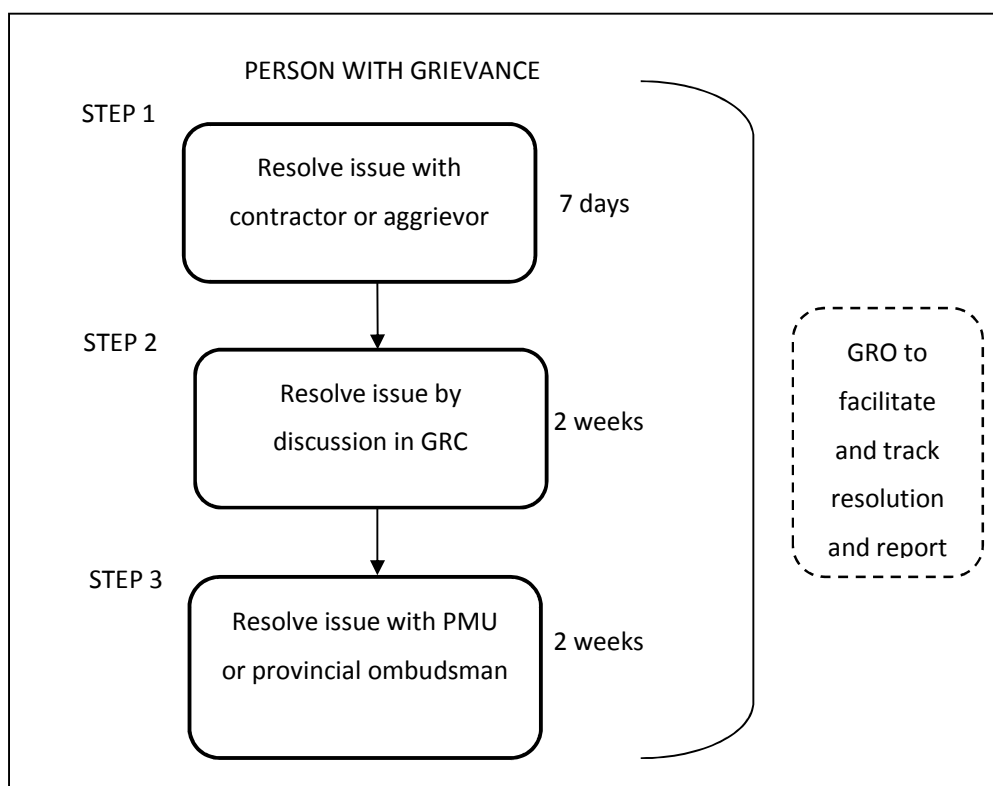 PERSON WITH GRIEVANCE
STEP 1
Resolve issue with
contractor or aggrievor
7 days
STEP 2
Resolve issue by
discussion in GRC
2 weeks
STEP 3
Resolve issue with PMU
or provincial ombudsman
2 weeks
GRO to
facilitate
and track
resolution
and report